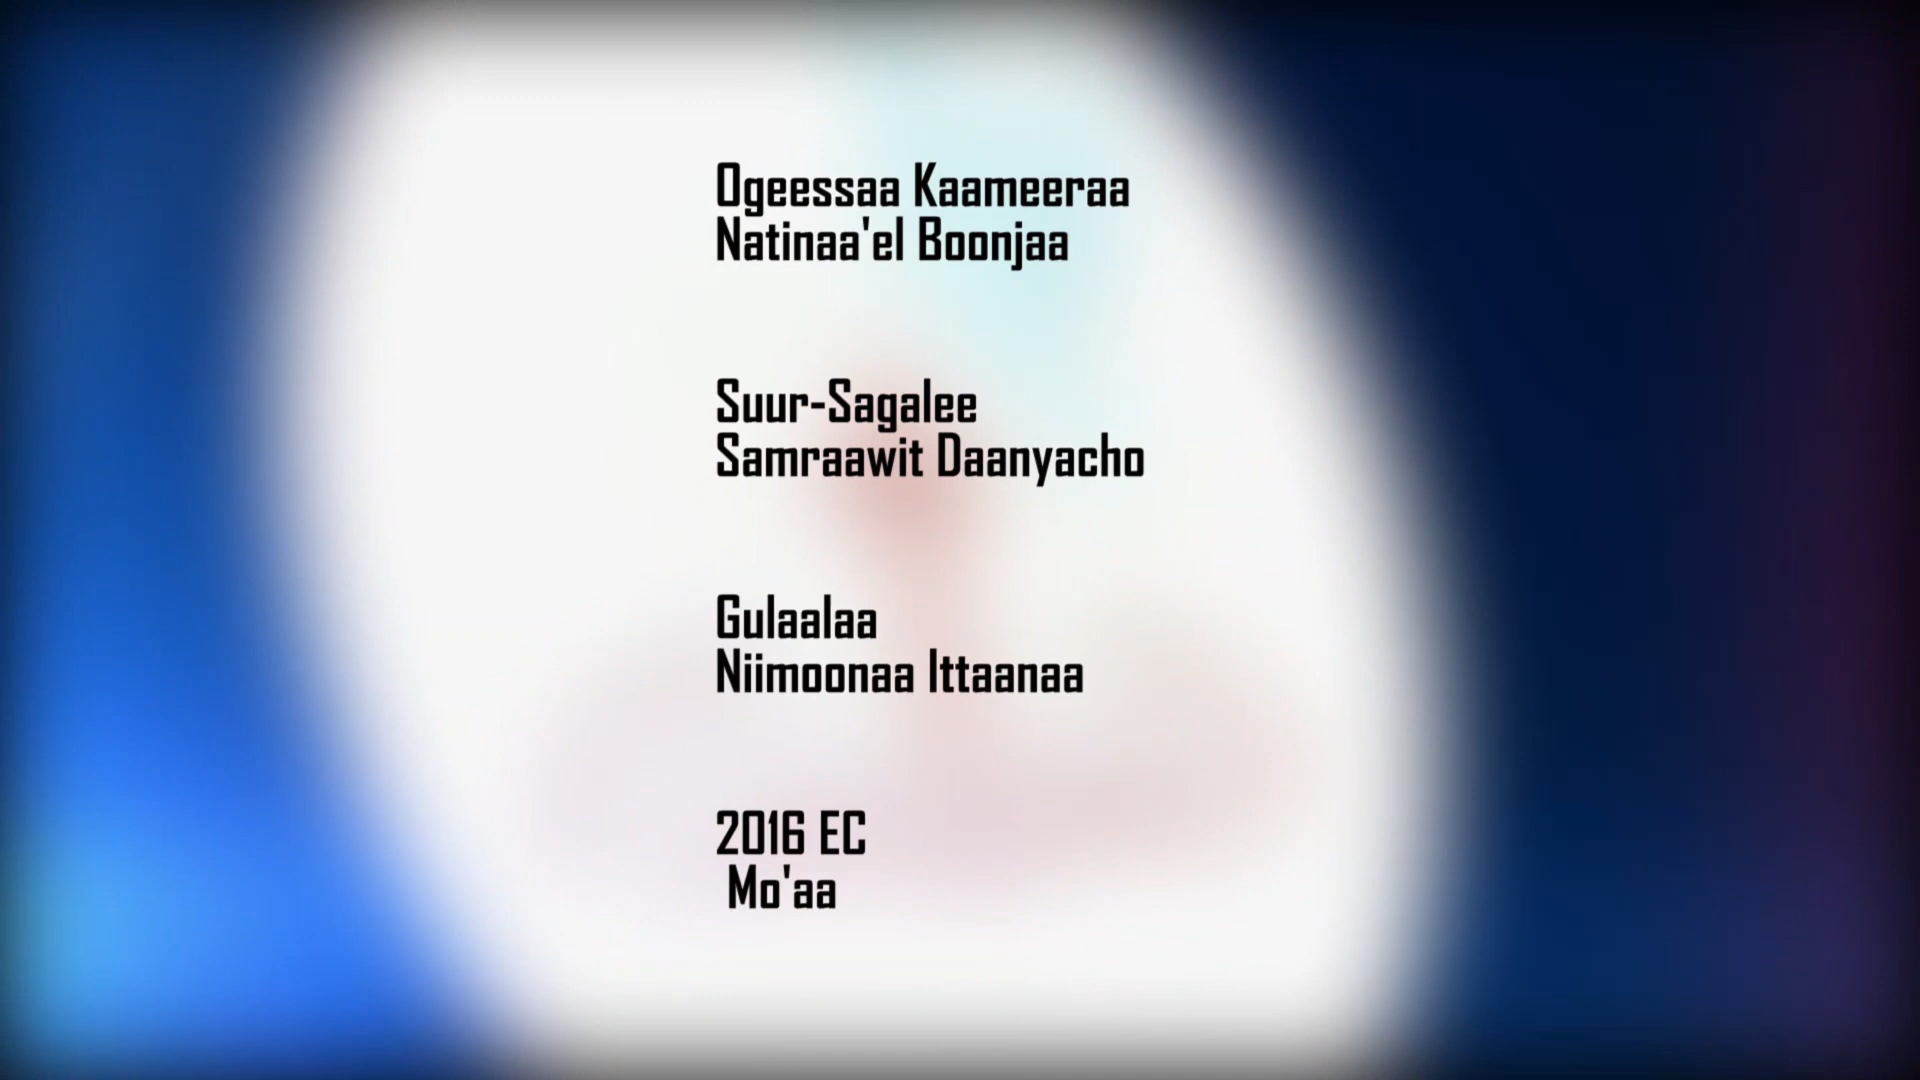 Ogeessaa Kaameeraa
Natinaa'el Boonjaa
Suur-Sagalee
Samraawit Daanyacho
Gulaalaa
Niimoonaa Ittaanaa
2016 EC
Mo'aa